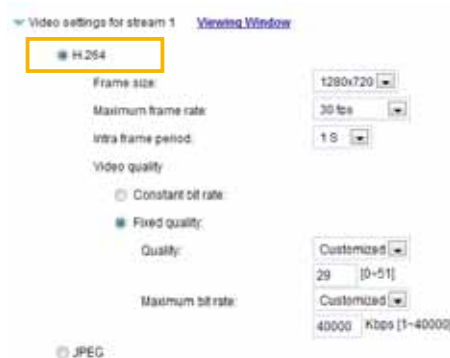 Video settings for stream 1 Viewing Window
H.264
Frame size: 1280x720
Maximum frame rate: 30 fps
Intra frame period: 1 S
Video quality
Constant bit rate:
Fixed quality:
Quality: Customized
29 [0~51]
Maximum bit rate: Customized
40000 Kbps [1~40000]
JPEG